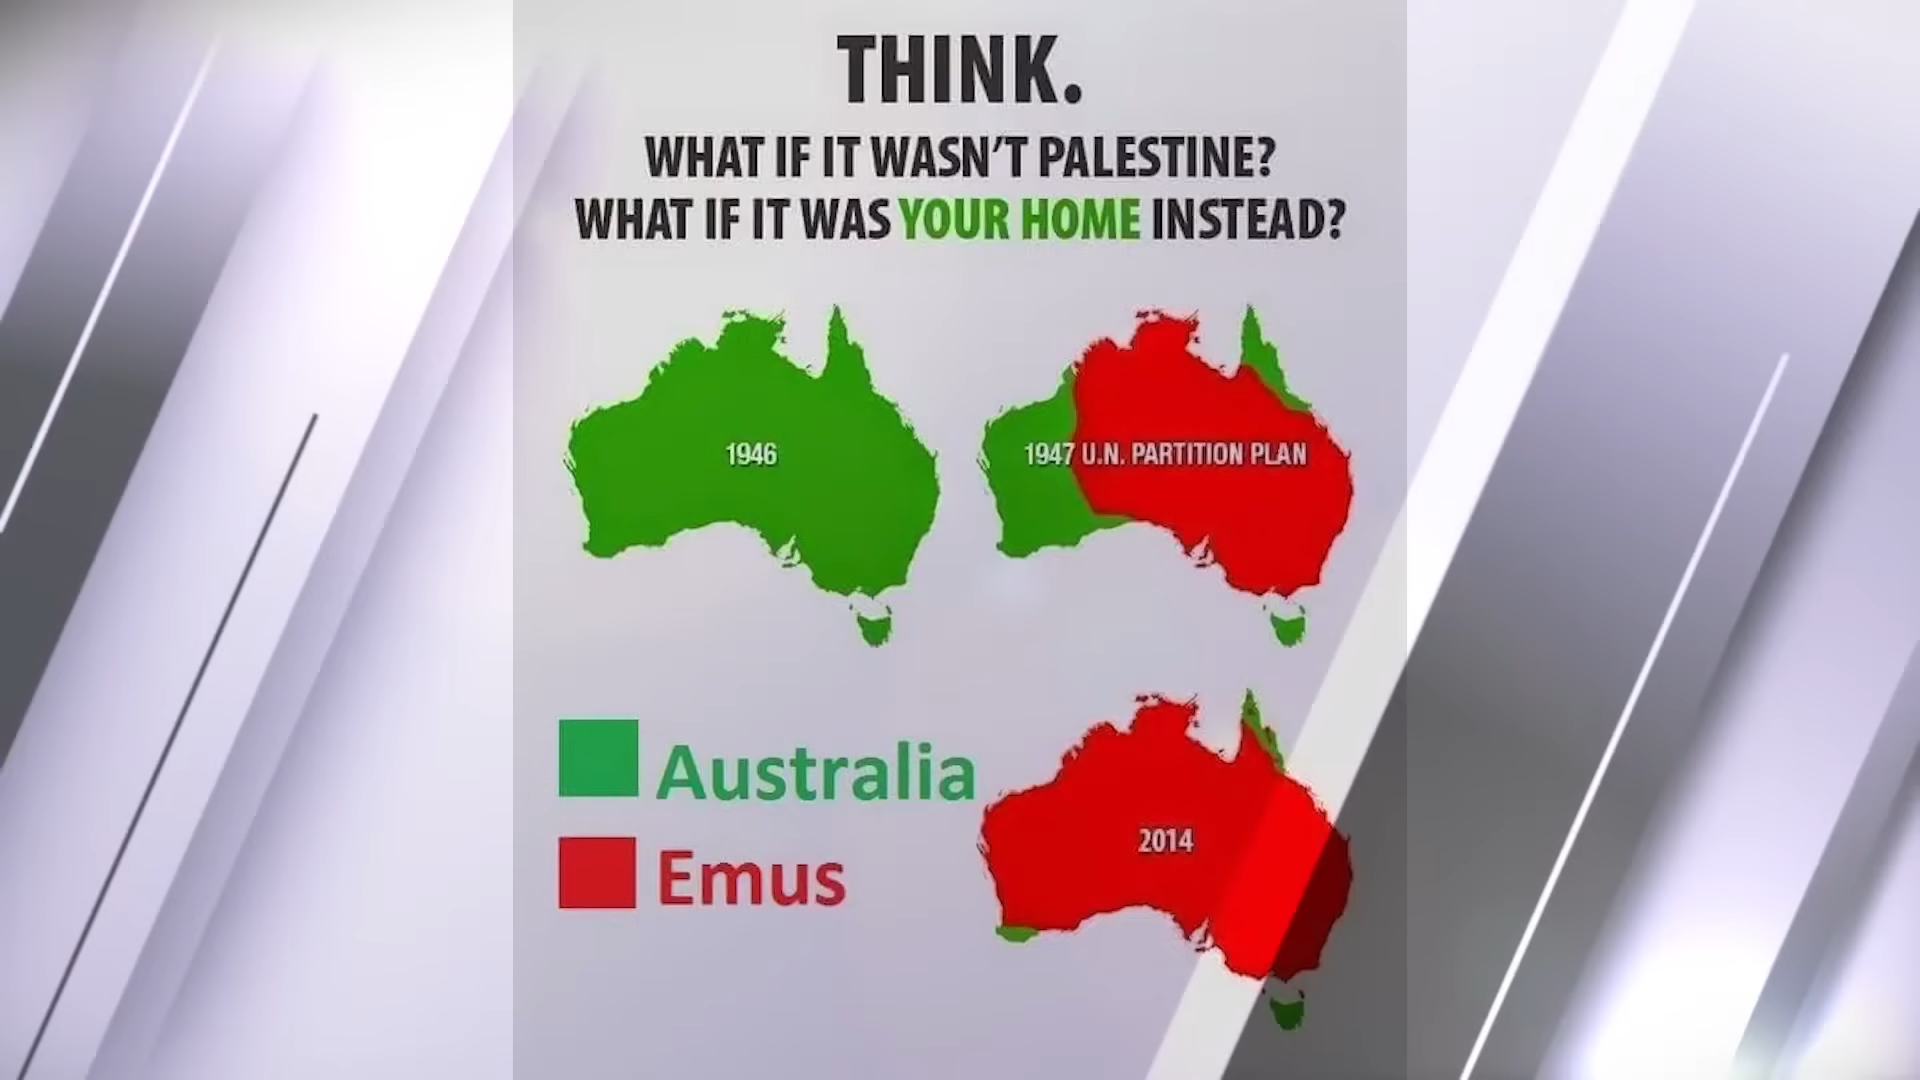 THINK.
WHAT IF IT WASN'T PALESTINE?
WHAT IF IT WAS YOUR HOME INSTEAD?
1946
1947 U.N. PARTITION PLAN
Australia
Emus
2014